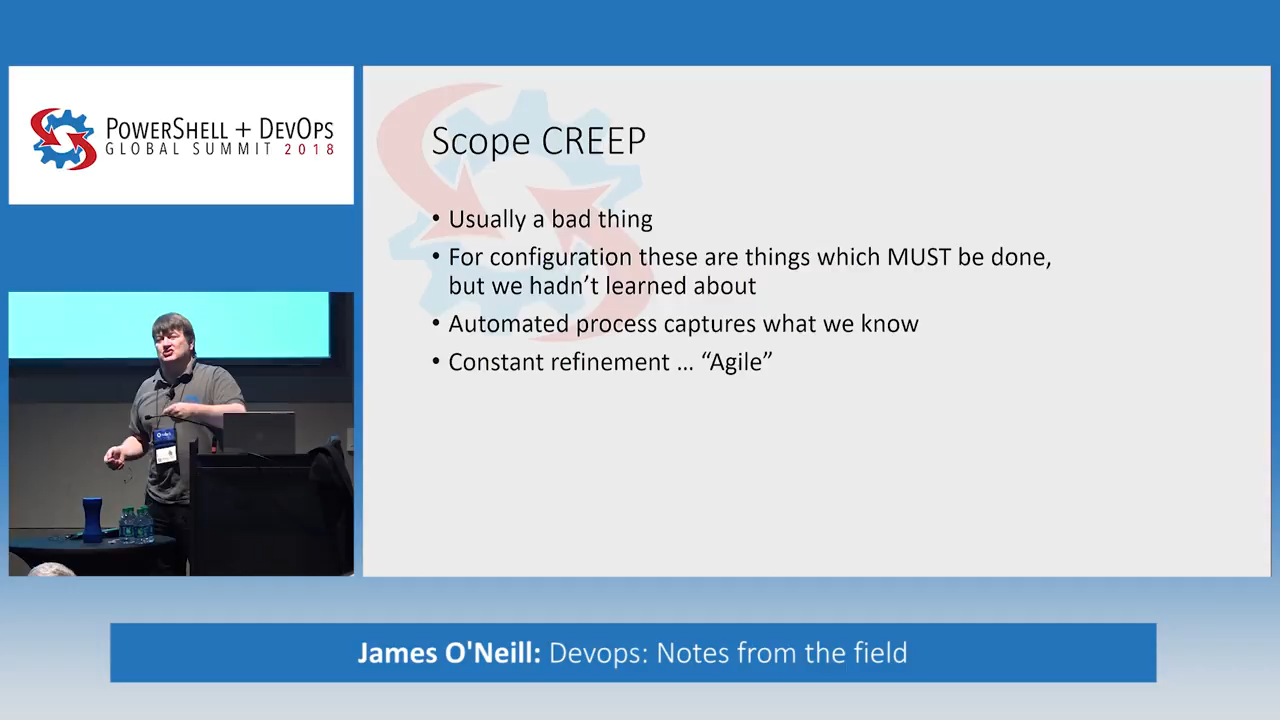 POWERSHELL + DEVOPS
GLOBAL SUMMIT 2018
Scope CREEP
• Usually a bad thing
• For configuration these are things which MUST be done,
but we hadn’t learned about
• Automated process captures what we know
• Constant refinement … “Agile”
James O'Neill: Devops: Notes from the field